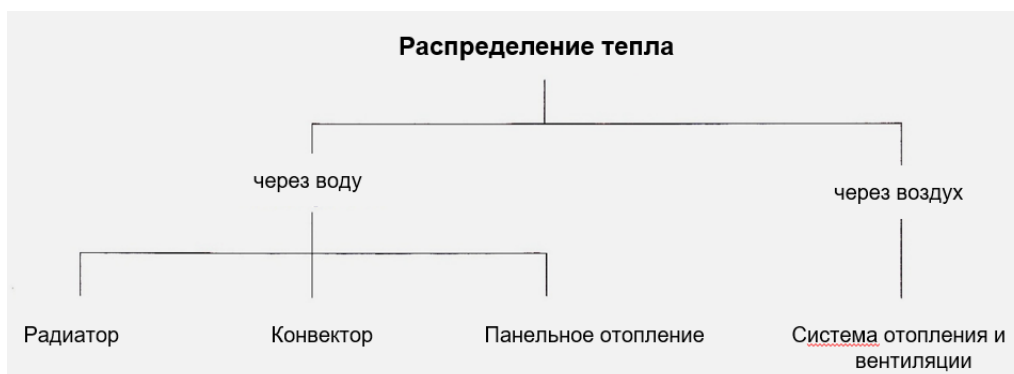 Распределение тепла
через воду
через воздух
Радиатор
Конвектор
Панельное отопление
Система отопления и
вентиляции